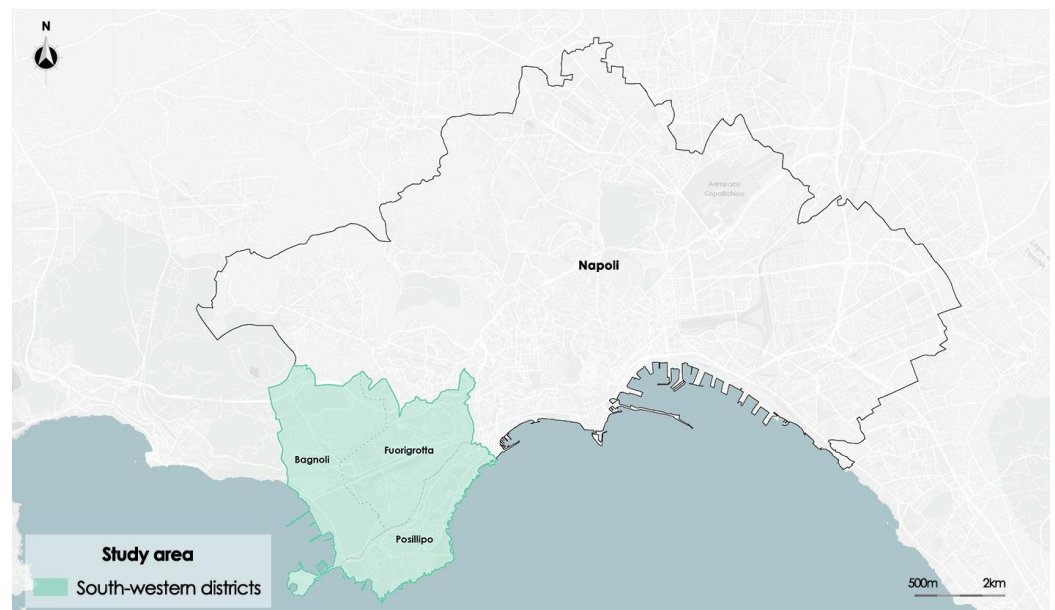 N
Aeroporto
Capodichino
Napoli
Fuorigrotta
Bagnoli
Posillipo
Study area
South-western districts
500m 2km